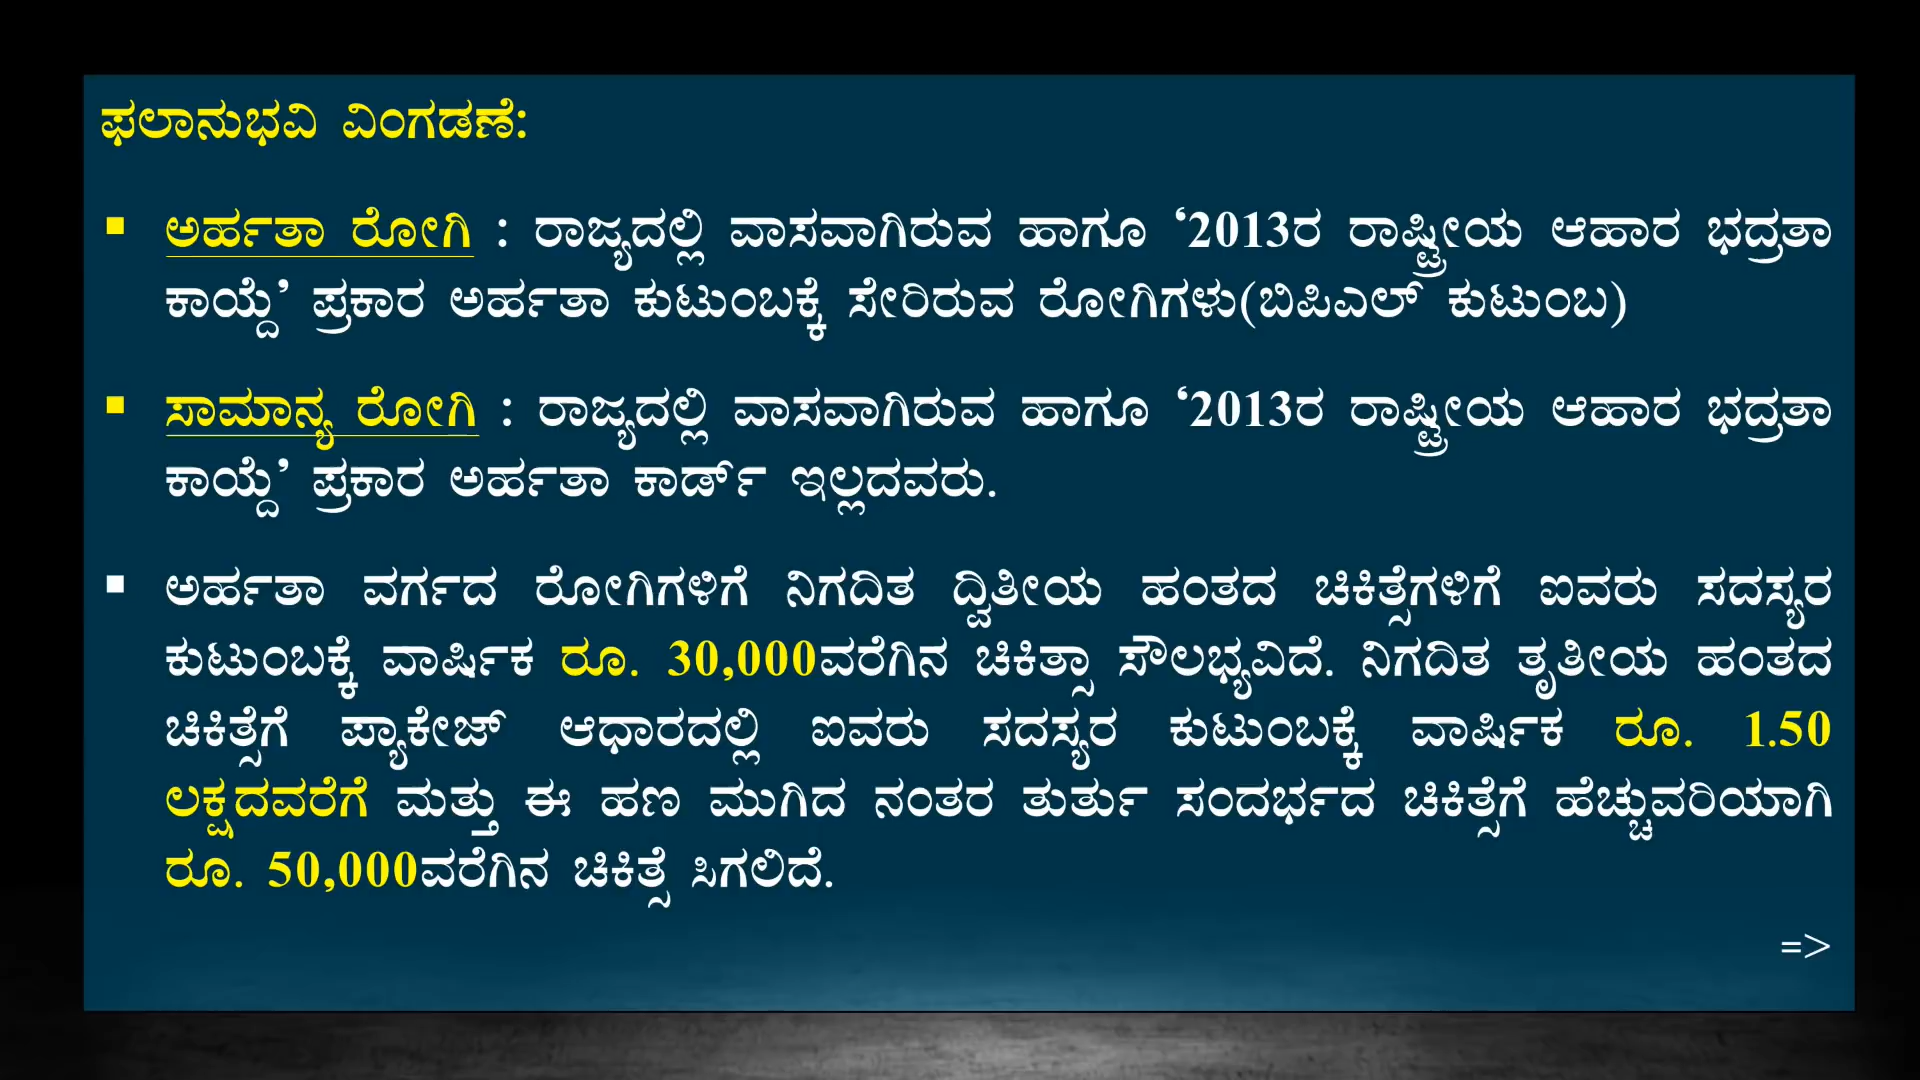 ಫಲಾನುಭವಿ ವಿಂಗಡಣೆ:
▪ ಅರ್ಹತಾ ರೋಗಿ : ರಾಜ್ಯದಲ್ಲಿ ವಾಸವಾಗಿರುವ ಹಾಗೂ ‘2013ರ ರಾಷ್ಟ್ರೀಯ ಆಹಾರ ಭದ್ರತಾ
ಕಾಯ್ದೆ’ ಪ್ರಕಾರ ಅರ್ಹತಾ ಕುಟುಂಬಕ್ಕೆ ಸೇರಿರುವ ರೋಗಿಗಳು(ಬಿಪಿಎಲ್ ಕುಟುಂಬ)
▪ ಸಾಮಾನ್ಯ ರೋಗಿ : ರಾಜ್ಯದಲ್ಲಿ ವಾಸವಾಗಿರುವ ಹಾಗೂ ‘2013ರ ರಾಷ್ಟ್ರೀಯ ಆಹಾರ ಭದ್ರತಾ
ಕಾಯ್ದೆ’ ಪ್ರಕಾರ ಅರ್ಹತಾ ಕಾರ್ಡ್ ಇಲ್ಲದವರು.
▪ ಅರ್ಹತಾ ವರ್ಗದ ರೋಗಿಗಳಿಗೆ ನಿಗದಿತ ದ್ವಿತೀಯ ಹಂತದ ಚಿಕಿತ್ಸೆಗಳಿಗೆ ಐವರು ಸದಸ್ಯರ
ಕುಟುಂಬಕ್ಕೆ ವಾರ್ಷಿಕ ರೂ. 30,000ವರೆಗಿನ ಚಿಕಿತ್ಸಾ ಸೌಲಭ್ಯವಿದೆ. ನಿಗದಿತ ತೃತೀಯ ಹಂತದ
ಚಿಕಿತ್ಸೆಗೆ ಪ್ಯಾಕೇಜ್ ಆಧಾರದಲ್ಲಿ ಐವರು ಸದಸ್ಯರ ಕುಟುಂಬಕ್ಕೆ ವಾರ್ಷಿಕ ರೂ. 1.50
ಲಕ್ಷದವರೆಗೆ ಮತ್ತು ಈ ಹಣ ಮುಗಿದ ನಂತರ ತುರ್ತು ಸಂದರ್ಭದ ಚಿಕಿತ್ಸೆಗೆ ಹೆಚ್ಚುವರಿಯಾಗಿ
ರೂ. 50,000ವರೆಗಿನ ಚಿಕಿತ್ಸೆ ಸಿಗಲಿದೆ.
=>